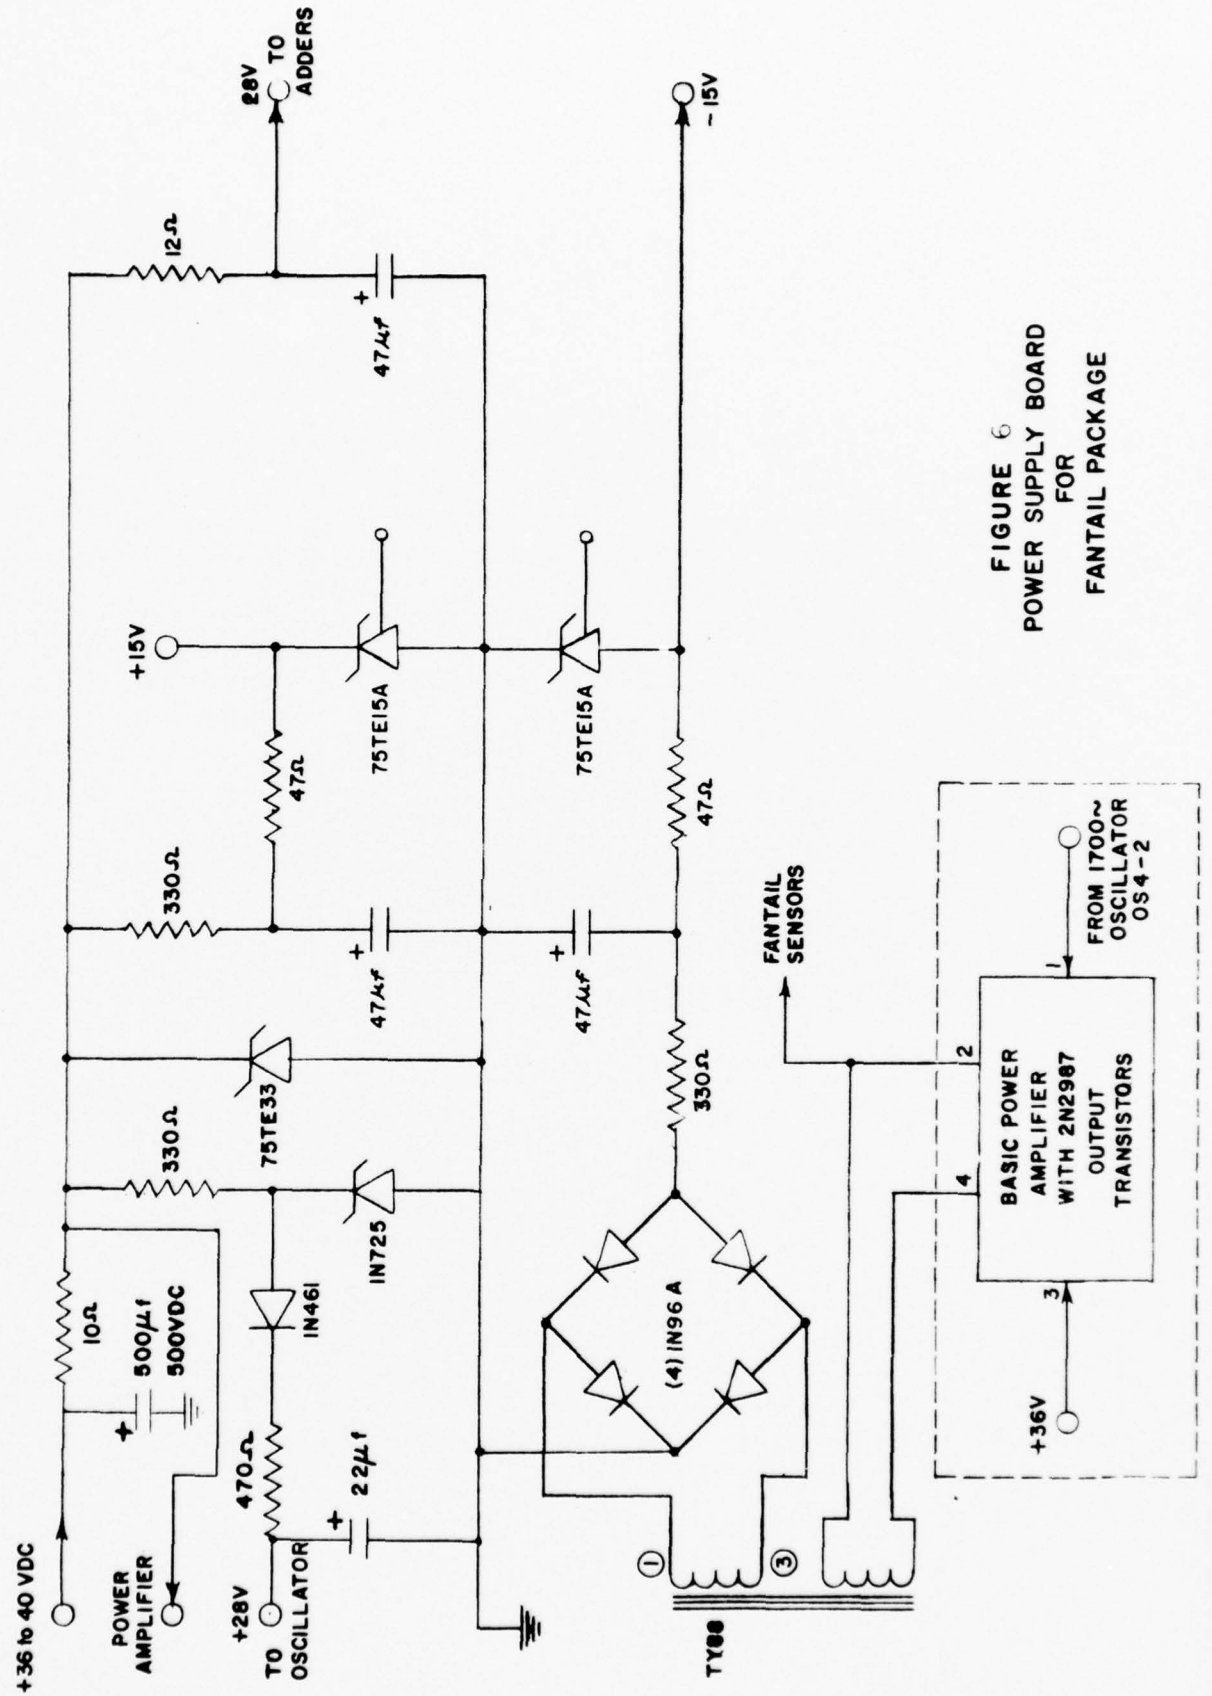 +36 to 40 VDC
POWER
AMPLIFIER
+28V
TO
OSCILLATOR
10Ω
+
500µf
500VDC
470Ω
+
22µf
1N461
330Ω
1N725
75TE33
330Ω
+
47µf
47Ω
+15V
75TE15A
12Ω
+
47µf
28V
TO
ADDERS
75TE15A
+
47µf
(4) 1N96A
330Ω
47Ω
-15V
1
3
TY88
FANTAIL
SENSORS
4
2
BASIC POWER
AMPLIFIER
WITH 2N2987
OUTPUT
TRANSISTORS
3
+36V
1
FROM 1700~
OSCILLATOR
OS4-2
FIGURE 6
POWER SUPPLY BOARD
FOR
FANTAIL PACKAGE